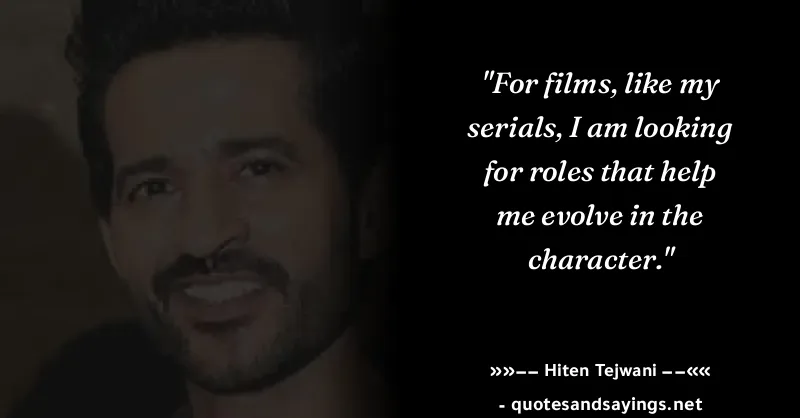 "For films, like my
serials, I am looking
for roles that help
me evolve in the
character."
»»–– Hiten Tejwani ––««
- quotesandsayings.net